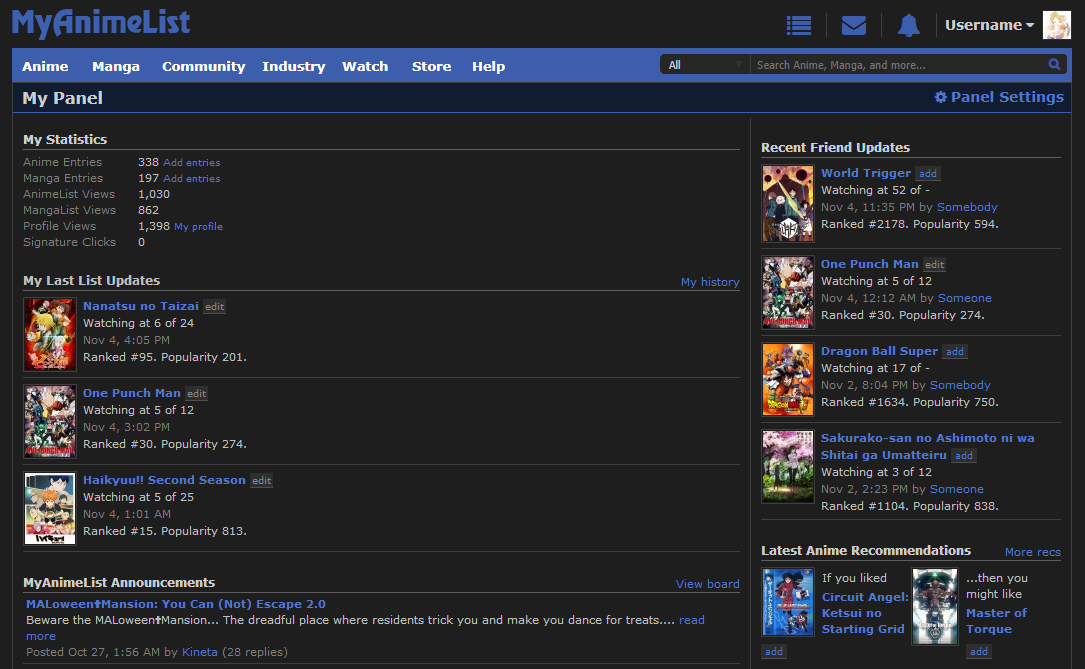 MyAnimeList
Username
Anime Manga Community Industry Watch Store Help
All Search Anime, Manga, and more...
My Panel
Panel Settings
My Statistics
Anime Entries 338 Add entries
Manga Entries 197 Add entries
AnimeList Views 1,030
MangaList Views 862
Profile Views 1,398 My profile
Signature Clicks 0
My Last List Updates My history
Nanatsu no Taizai edit
Watching at 6 of 24
Nov 4, 4:05 PM
Ranked #95. Popularity 201.
One Punch Man edit
Watching at 5 of 12
Nov 4, 3:02 PM
Ranked #30. Popularity 274.
Haikyuu!! Second Season edit
Watching at 5 of 25
Nov 4, 1:01 AM
Ranked #15. Popularity 813.
MyAnimeList Announcements View board
MALoween✟Mansion: You Can (Not) Escape 2.0
Beware the MALoween✟Mansion... The dreadful place where residents trick you and make you dance for treats.... read
more
Posted Oct 27, 1:56 AM by Kineta (28 replies)
Recent Friend Updates
World Trigger add
Watching at 52 of -
Nov 4, 11:35 PM by Somebody
Ranked #2178. Popularity 594.
One Punch Man edit
Watching at 5 of 12
Nov 4, 12:12 AM by Someone
Ranked #30. Popularity 274.
Dragon Ball Super add
Watching at 17 of -
Nov 2, 8:04 PM by Somebody
Ranked #1634. Popularity 750.
Sakurako-san no Ashimoto ni wa
Shitai ga Umatteiru add
Watching at 3 of 12
Nov 2, 2:23 PM by Someone
Ranked #1104. Popularity 838.
Latest Anime Recommendations More recs
If you liked
Circuit Angel:
Ketsui no
Starting Grid
add
...then you
might like
Master of
Torque
add